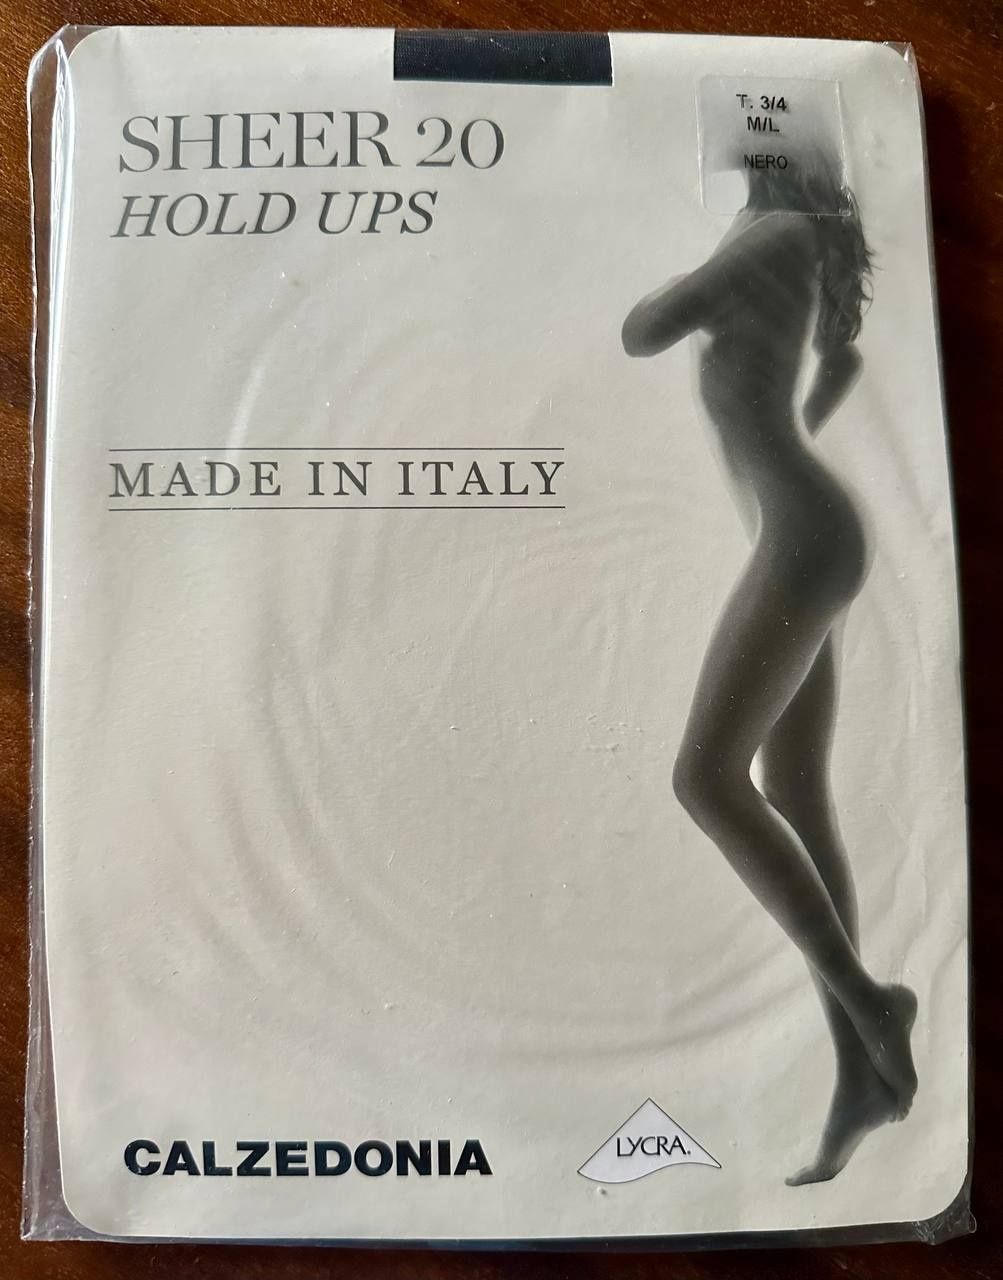 T. 3/4
M/L
NERO
SHEER 20
HOLD UPS
MADE IN ITALY
CALZEDONIA
LYCRA.